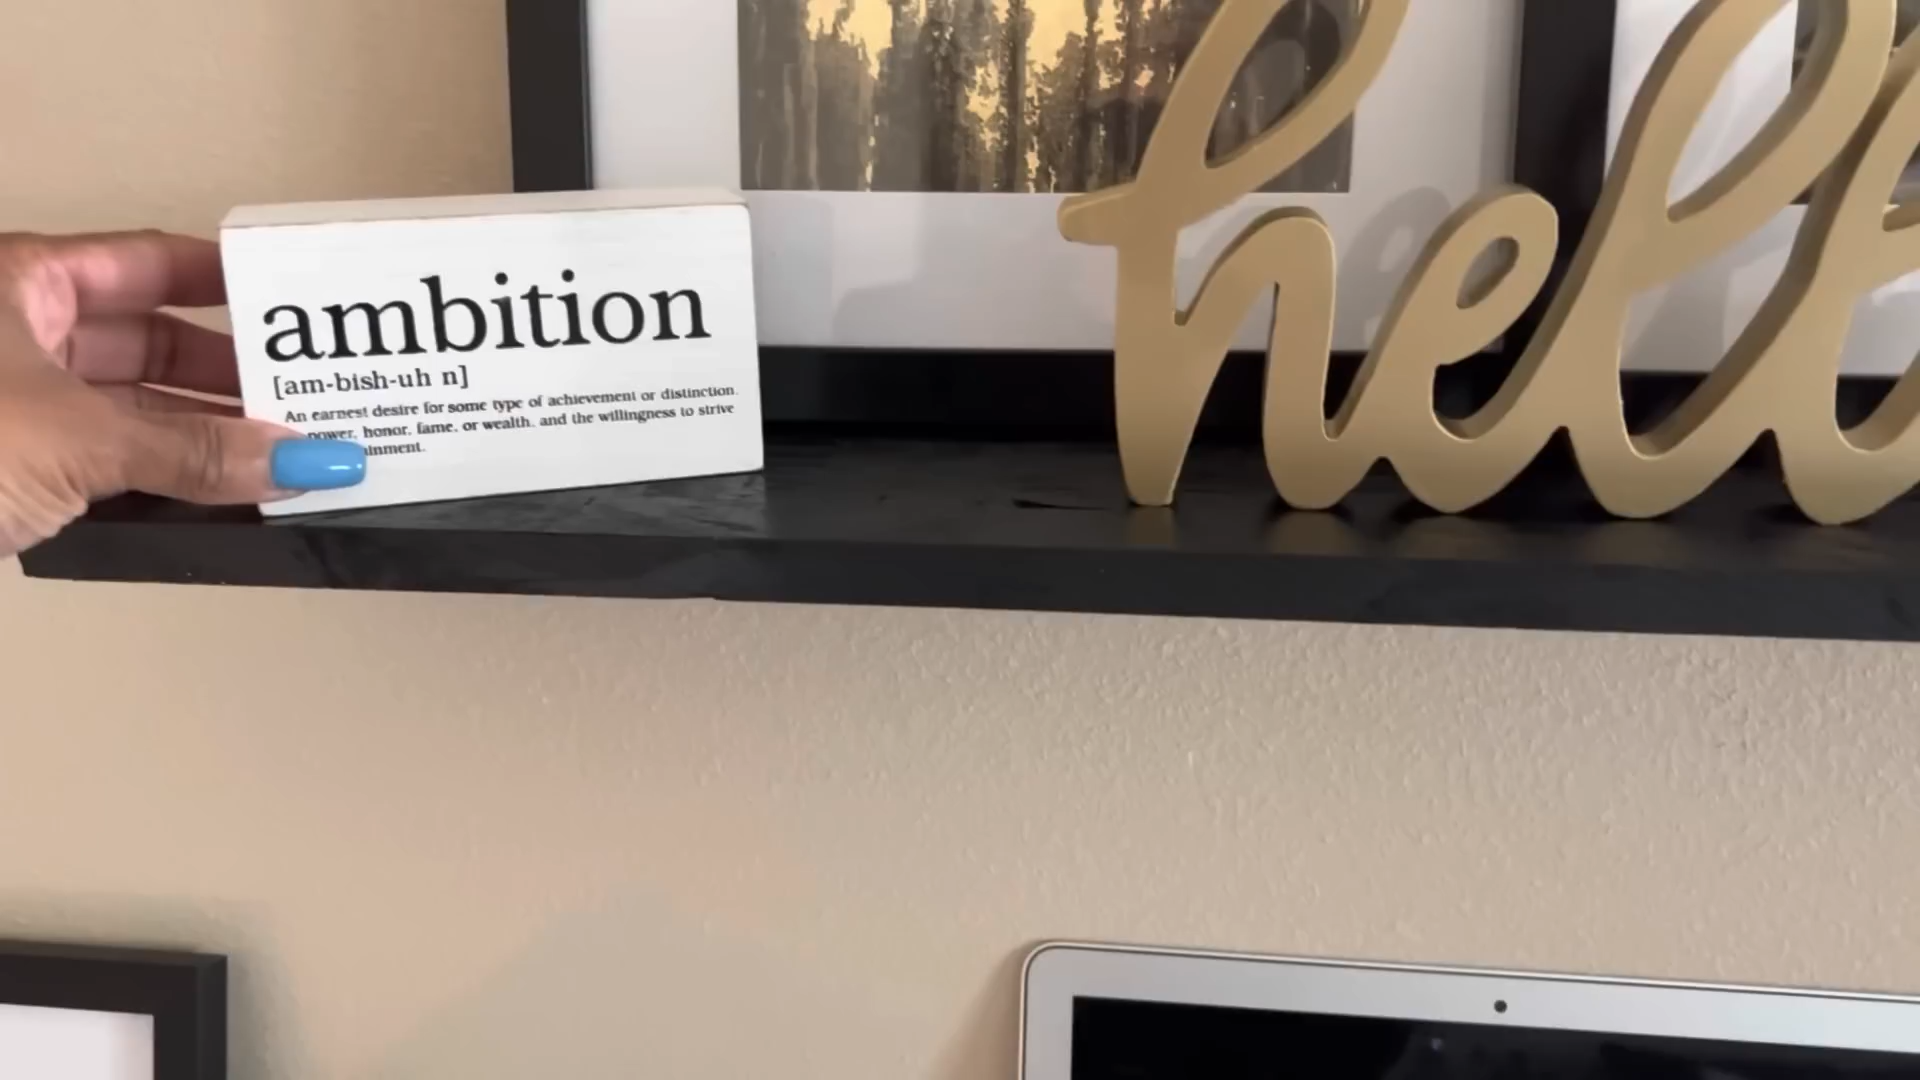 ambition
[am-bish-uh n]
An earnest desire for some type of achievement or distinction.
power, honor, fame, or wealth, and the willingness to strive
inment.
hell